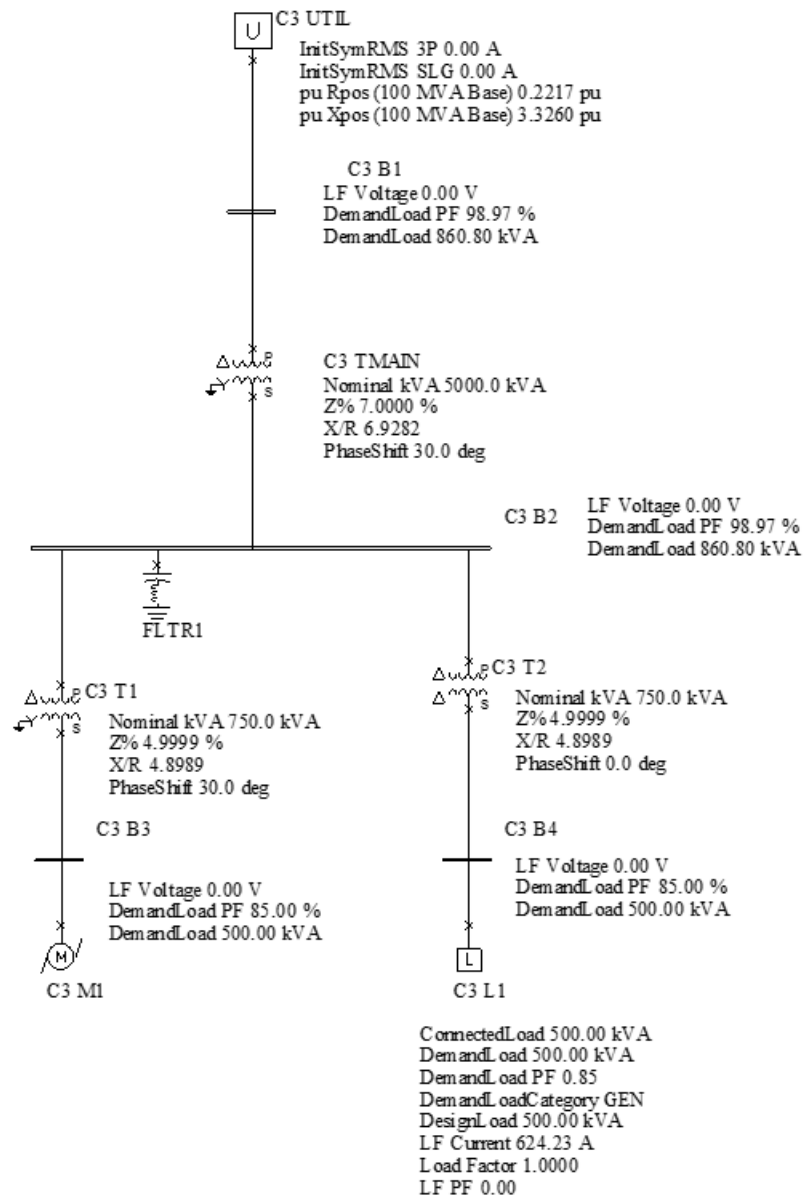 C3 UTIL
U
InitSymRMS 3P 0.00 A
InitSymRMS SLG 0.00 A
pu Rpos (100 MVA Base) 0.2217 pu
pu Xpos (100 MVA Base) 3.3260 pu
C3 B1
LF Voltage 0.00 V
DemandLoad PF 98.97 %
DemandLoad 860.80 kVA
P
S
C3 TMAIN
Nominal kVA 5000.0 kVA
Z% 7.0000 %
X/R 6.9282
PhaseShift 30.0 deg
C3 B2
LF Voltage 0.00 V
DemandLoad PF 98.97 %
DemandLoad 860.80 kVA
FLTR1
P
S
C3 T1
Nominal kVA 750.0 kVA
Z% 4.9999 %
X/R 4.8989
PhaseShift 30.0 deg
P
S
C3 T2
Nominal kVA 750.0 kVA
Z% 4.9999 %
X/R 4.8989
PhaseShift 0.0 deg
C3 B3
LF Voltage 0.00 V
DemandLoad PF 85.00 %
DemandLoad 500.00 kVA
M
C3 M1
C3 B4
LF Voltage 0.00 V
DemandLoad PF 85.00 %
DemandLoad 500.00 kVA
L
C3 L1
ConnectedLoad 500.00 kVA
DemandLoad 500.00 kVA
DemandLoad PF 0.85
DemandLoadCategory GEN
DesignLoad 500.00 kVA
LF Current 624.23 A
Load Factor 1.0000
LF PF 0.00